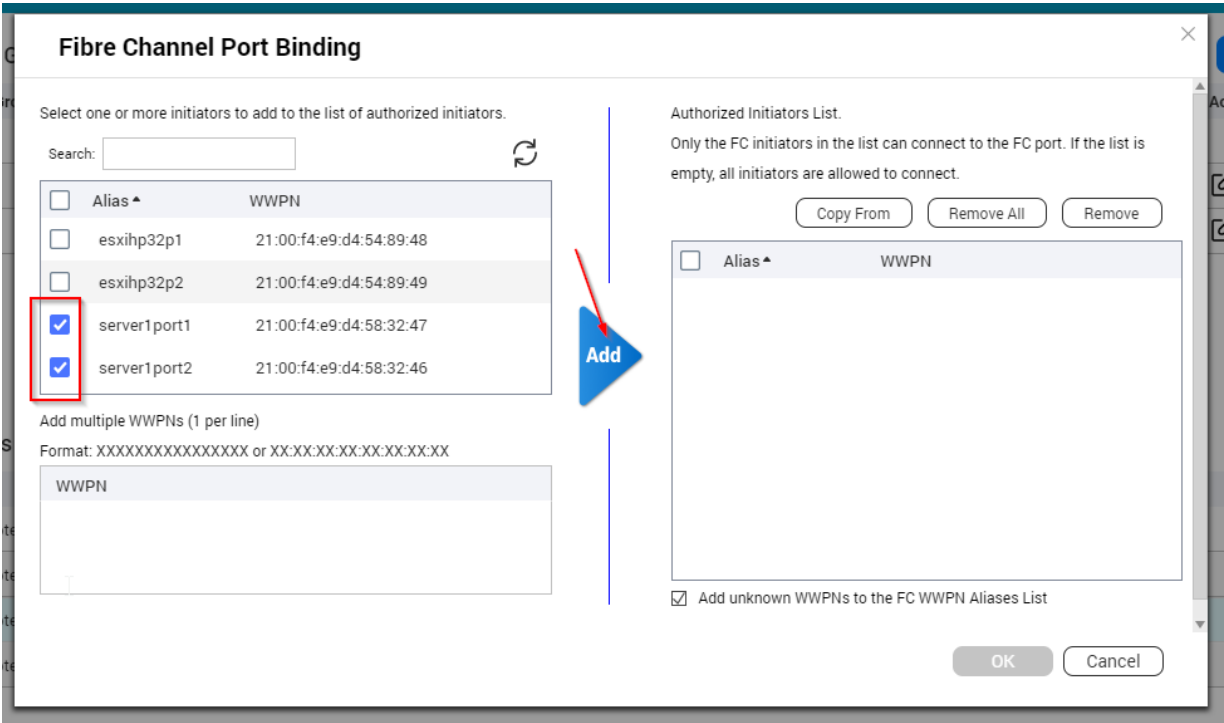 Fibre Channel Port Binding
Select one or more initiators to add to the list of authorized initiators.
Search:
Alias WWPN
esxihp32p1 21:00:f4:e9:d4:54:89:48
esxihp32p2 21:00:f4:e9:d4:54:89:49
server1port1 21:00:f4:e9:d4:58:32:47
server1port2 21:00:f4:e9:d4:58:32:46
Add multiple WWPNs (1 per line)
Format: XXXXXXXXXXXXXXXX or XX:XX:XX:XX:XX:XX:XX:XX
WWPN
Add
Authorized Initiators List.
Only the FC initiators in the list can connect to the FC port. If the list is
empty, all initiators are allowed to connect.
Copy From Remove All Remove
Alias WWPN
Add unknown WWPNs to the FC WWPN Aliases List
OK Cancel